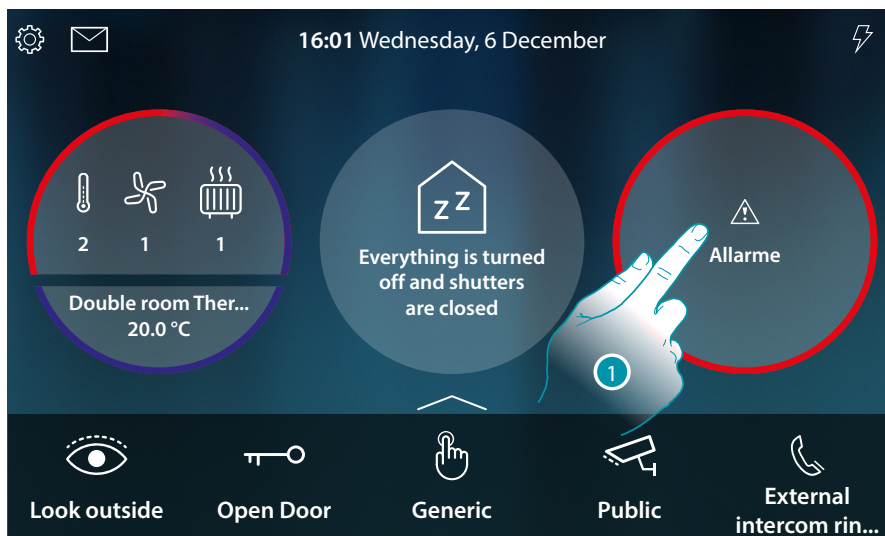 16:01 Wednesday, 6 December
2 1 1
Double room Ther...
20.0 °C
z Z
Everything is turned
off and shutters
are closed
Allarme
1
Look outside
Open Door
Generic
Public
External
intercom rin...